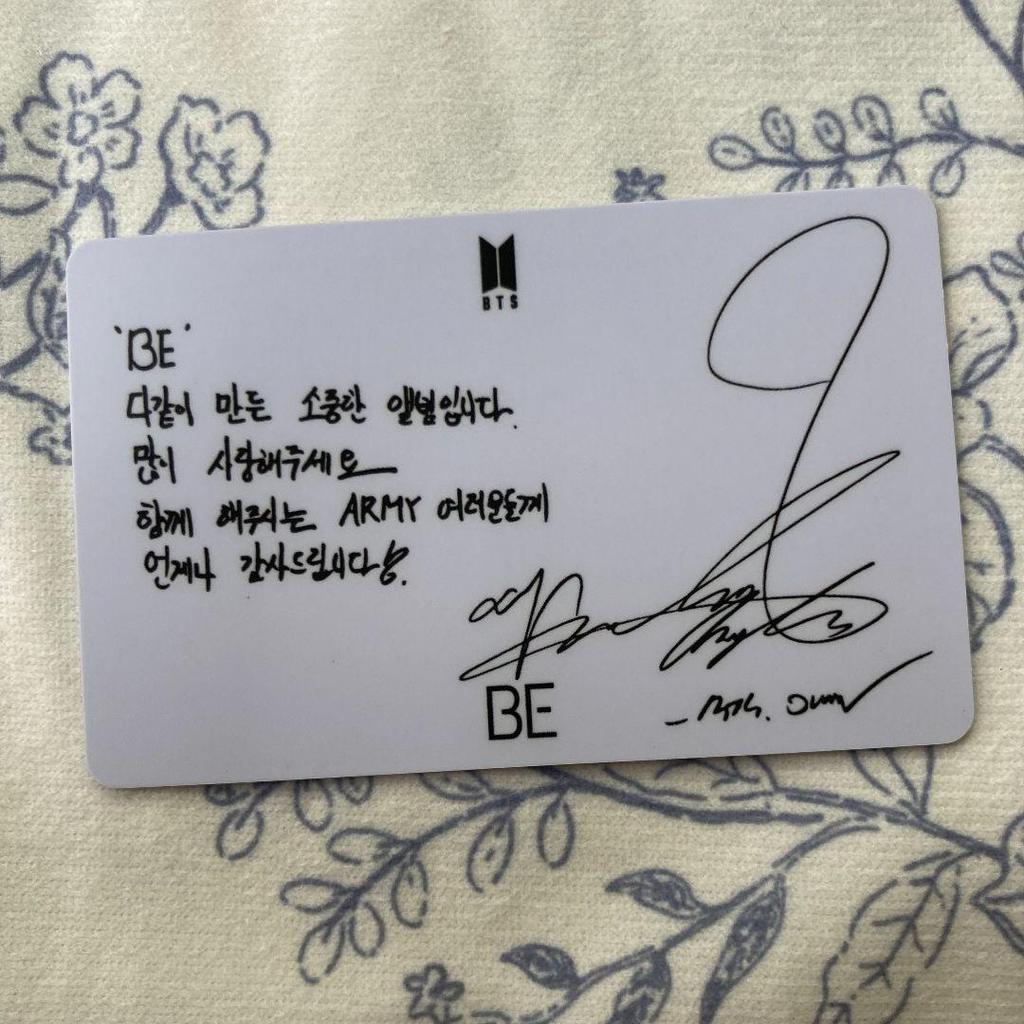 BTS
'BE'
다같이 만든 소중한 앨범입니다.
많이 사랑해주세요
함께 해주시는 ARMY 여러분들께
언제나 감사드립니다!
BE